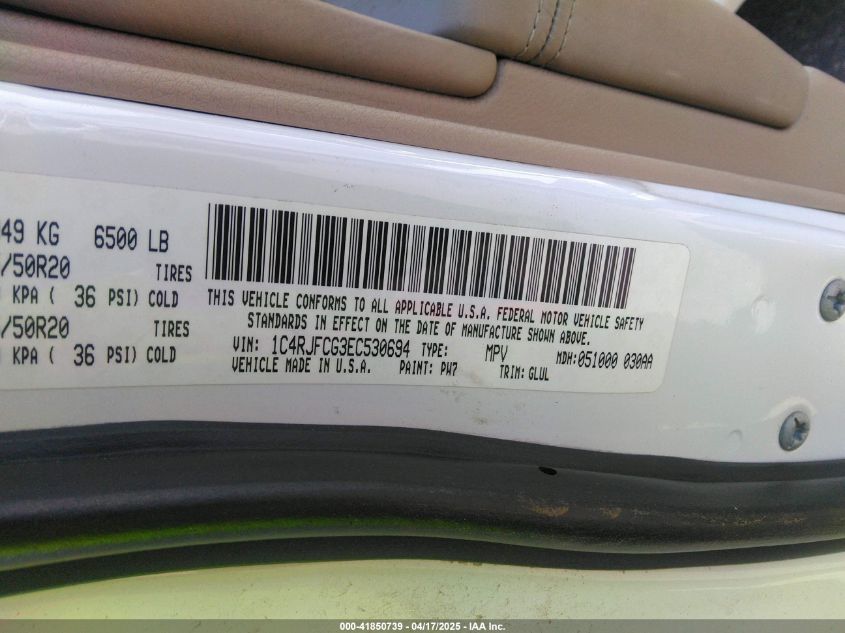 49 KG 6500 LB
/50R20 TIRES
KPA ( 36 PSI) COLD
/50R20 TIRES
KPA ( 36 PSI) COLD
THIS VEHICLE CONFORMS TO ALL APPLICABLE U.S.A. FEDERAL MOTOR VEHICLE SAFETY
STANDARDS IN EFFECT ON THE DATE OF MANUFACTURE SHOWN ABOVE.
VIN: 1C4RJFCG3EC530694 TYPE: MPV MDH:051000 030AA
VEHICLE MADE IN U.S.A. PAINT: PW7 TRIM: GLUL
000-41850739 - 04/17/2025 - IAA Inc.